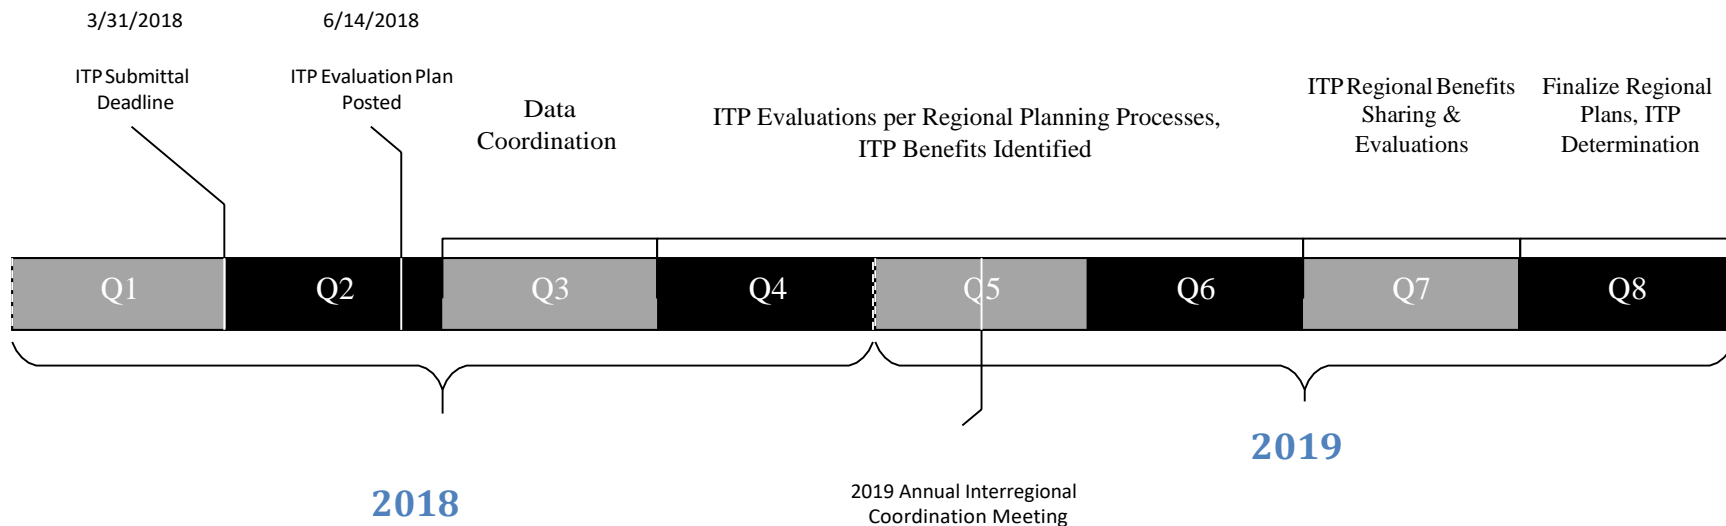 3/31/2018
ITP Submittal
Deadline
6/14/2018
ITP Evaluation Plan
Posted
Data
Coordination
ITP Evaluations per Regional Planning Processes,
ITP Benefits Identified
ITP Regional Benefits
Sharing &
Evaluations
Finalize Regional
Plans, ITP
Determination
Q1
Q2
Q3
Q4
Q5
Q6
Q7
Q8
2018
2019
2019 Annual Interregional
Coordination Meeting